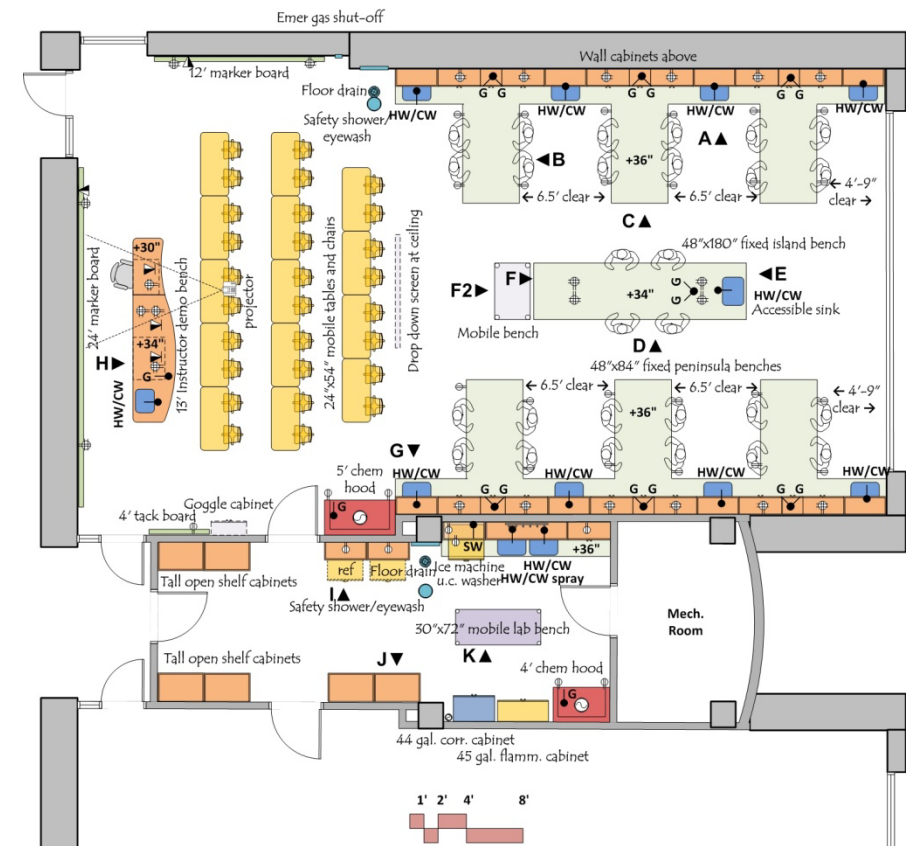 Emer gas shut-off
12' marker board
Wall cabinets above
Floor drain
Safety shower/
eyewash
G G
G G
G G
HW/CW
HW/CW
HW/CW
HW/CW
A▲
◄B
+36"
← 6.5' clear →
← 6.5' clear →
← 4'-9"
clear →
C▲
24' marker board
+30"
+34"
H►
G
HW/CW
13' Instructor demo bench
projector
24"x54" mobile tables and chairs
Drop down screen at ceiling
48"x180" fixed island bench
F2►
F►
G
G
◄E
HW/CW
Accessible sink
+34"
Mobile bench
D▲
48"x84" fixed peninsula benches
← 6.5' clear →
← 6.5' clear →
← 4'-9"
clear →
+36"
G▼
HW/CW
HW/CW
HW/CW
HW/CW
G G
G G
G G
5' chem
hood
G
Goggle cabinet
4' tack board
Tall open shelf cabinets
ref
Floor drain
SW
Ice machine
u.c. washer
+36"
HW/CW
HW/CW spray
I▲
Safety shower/eyewash
30"x72" mobile lab bench
Mech.
Room
Tall open shelf cabinets
J▼
K▲
4' chem hood
G
44 gal. corr. cabinet
45 gal. flamm. cabinet
1' 2' 4' 8'